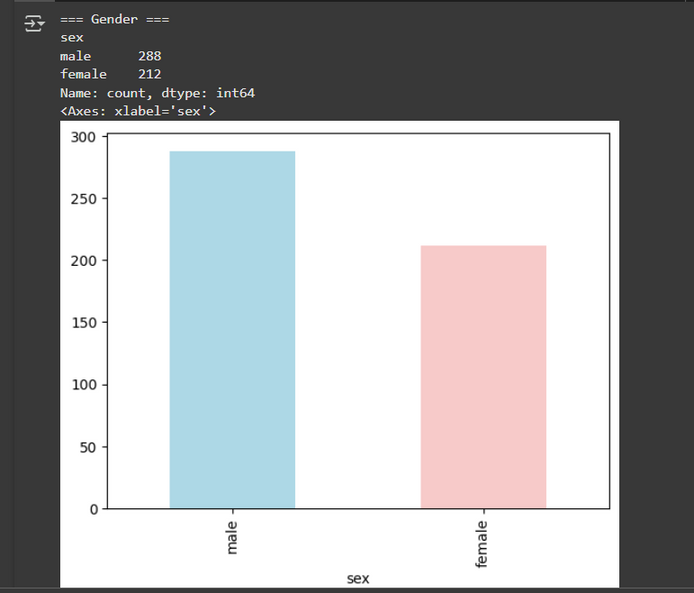 === Gender ===
sex
male      288
female    212
Name: count, dtype: int64
<Axes: xlabel='sex'>
300
250
200
150
100
50
0
male
female
sex